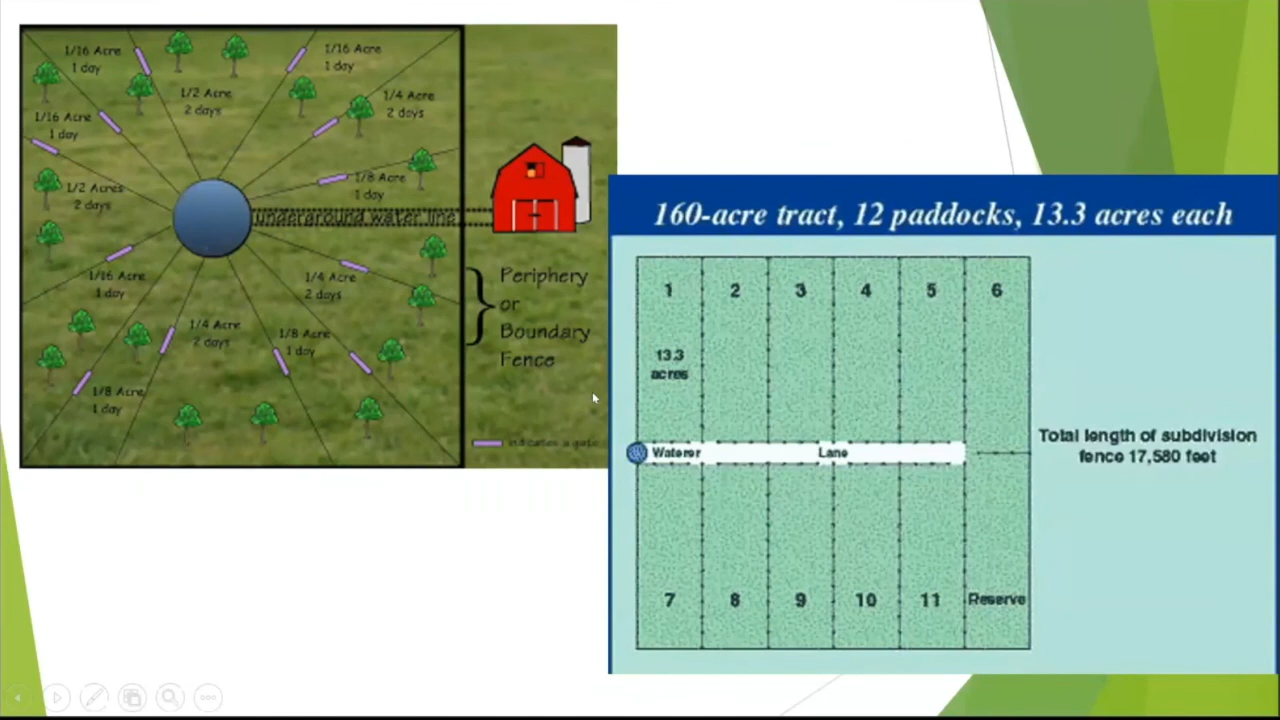 1/16 Acre
1 day
1/16 Acre
1 day
1/2 Acre
2 days
1/4 Acre
2 days
1/16 Acre
1 day
1/8 Acre
1 day
1/2 Acres
2 days
underground water line
1/16 Acre
1 day
1/4 Acre
2 days
1/4 Acre
2 days
1/8 Acre
1 day
1/8 Acre
1 day
Periphery
or
Boundary
Fence
indicates a gate
160-acre tract, 12 paddocks, 13.3 acres each
1 2 3 4 5 6
13.3
acres
Waterer Lane
Total length of subdivision
fence 17,580 feet
7 8 9 10 11 Reserve